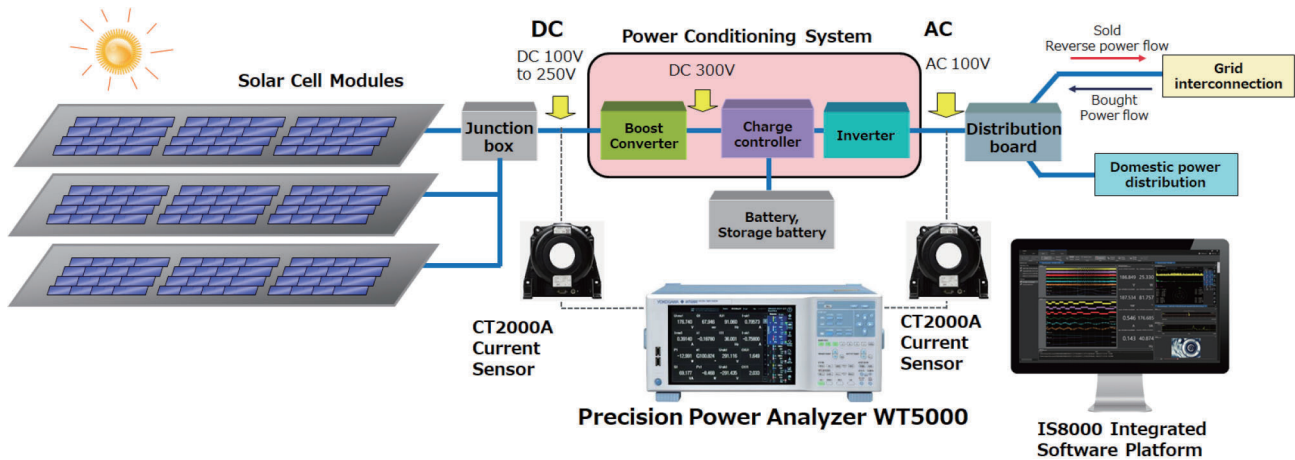 DC
Power Conditioning System
AC
Sold
Reverse power flow
DC 100V
to 250V
DC 300V
AC 100V
Solar Cell Modules
Grid
interconnection
Bought
Power flow
Junction
box
Boost
Converter
Charge
controller
Inverter
Distribution
board
Domestic power
distribution
Battery,
Storage battery
CT2000A
Current
Sensor
CT2000A
Current
Sensor
Precision Power Analyzer WT5000
IS8000 Integrated
Software Platform
YOKOGAWA